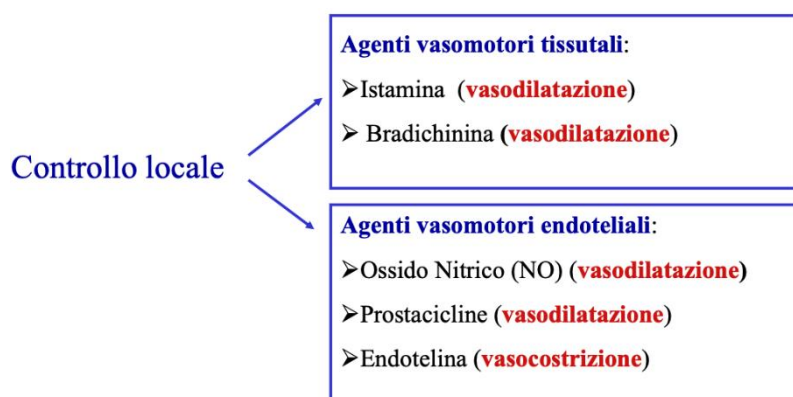 Controllo locale
Agenti vasomotori tissutali:
➢Istamina (vasodilatazione)
➢ Bradichinina (vasodilatazione)
Agenti vasomotori endoteliali:
➢Ossido Nitrico (NO) (vasodilatazione)
➢Prostacicline (vasodilatazione)
➢Endotelina (vasocostrizione)